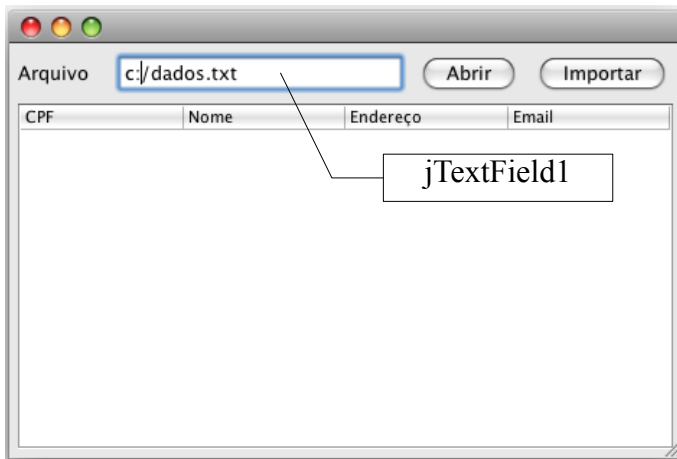 Arquivo c:/dados.txt Abrir Importar
CPF Nome Endereço Email
jTextField1